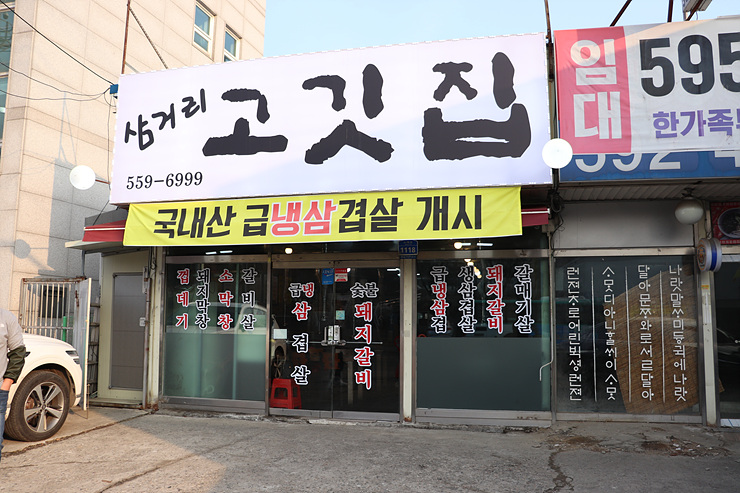 삼거리 고깃집
559-6999
국내산 급냉삼겹살 개시
임대
595
한가족부
592
1118
껍데기
돼지막창
소막창
갈비살
급냉삼겹살
숯불돼지갈비
급냉삼겹
생삼겹살
돼지갈비
갈매기살